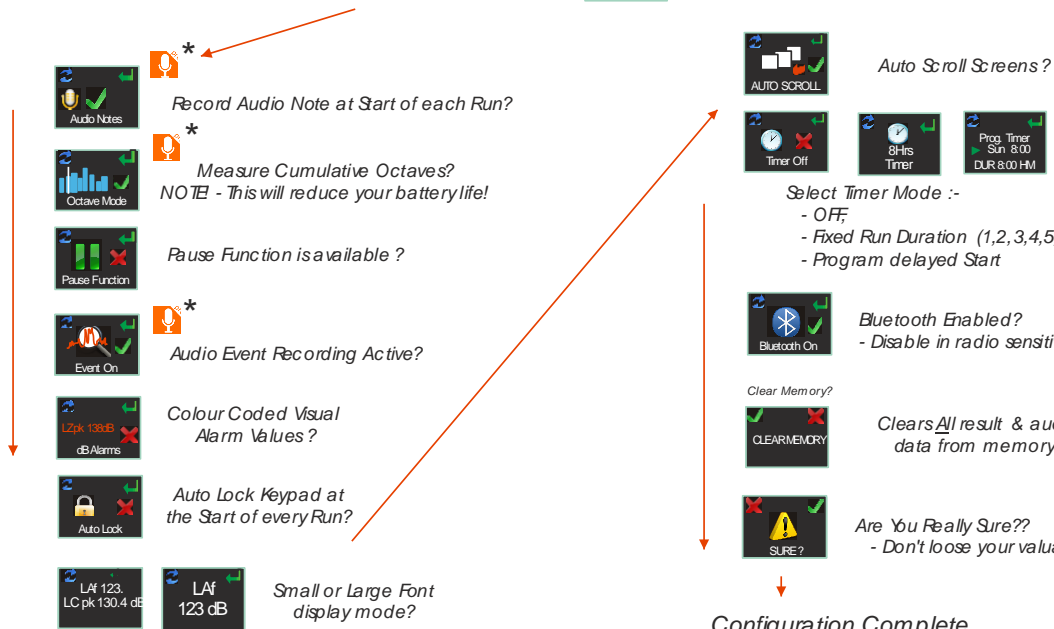 *
Audio Notes
Record Audio Note at Start of each Run?
*
Octave Mode
Measure Cumulative Octaves?
NOTE! - This will reduce your battery life!
Pause Function
Pause Function is available ?
*
Event On
Audio Event Recording Active?
LZpk 138dB
dB Alarms
Colour Coded Visual
Alarm Values ?
Auto Lock
Auto Lock Keypad at
the Start of every Run?
LAf 123.
LC pk 130.4 dB
LAf
123 dB
Small or Large Font
display mode?
AUTO SCROLL
Auto Scroll Screens ?
Timer Off
8Hrs
Timer
Prog. Timer
Sun 8:00
DUR 8:00 HM
Select Timer Mode :-
- OFF,
- Fixed Run Duration (1,2,3,4,5,
- Program delayed Start
Bluetooth On
Bluetooth Enabled?
- Disable in radio sensiti
Clear Memory?
CLEAR MEMORY
Clears All result & au
data from memory
SURE ?
Are You Really Sure??
- Don't loose your valua
Configuration Complete